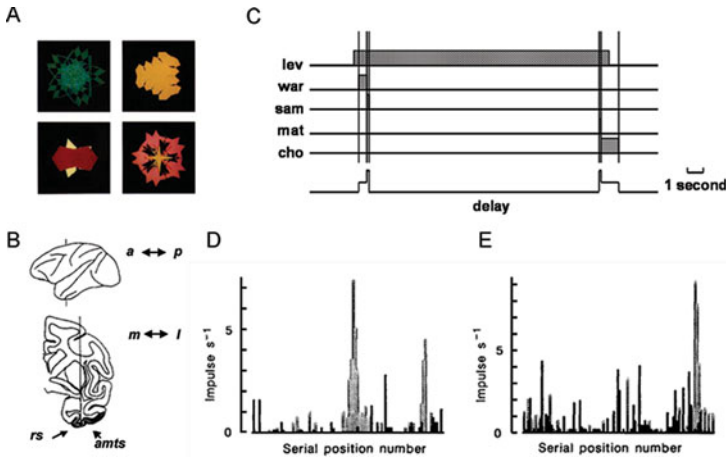 A
C
lev
war
sam
mat
cho
1 second
delay
B
a ↔ p
m ↔ l
rs
amts
D
Impulse s⁻¹
5
0
Serial position number
E
Impulse s⁻¹
5
0
Serial position number